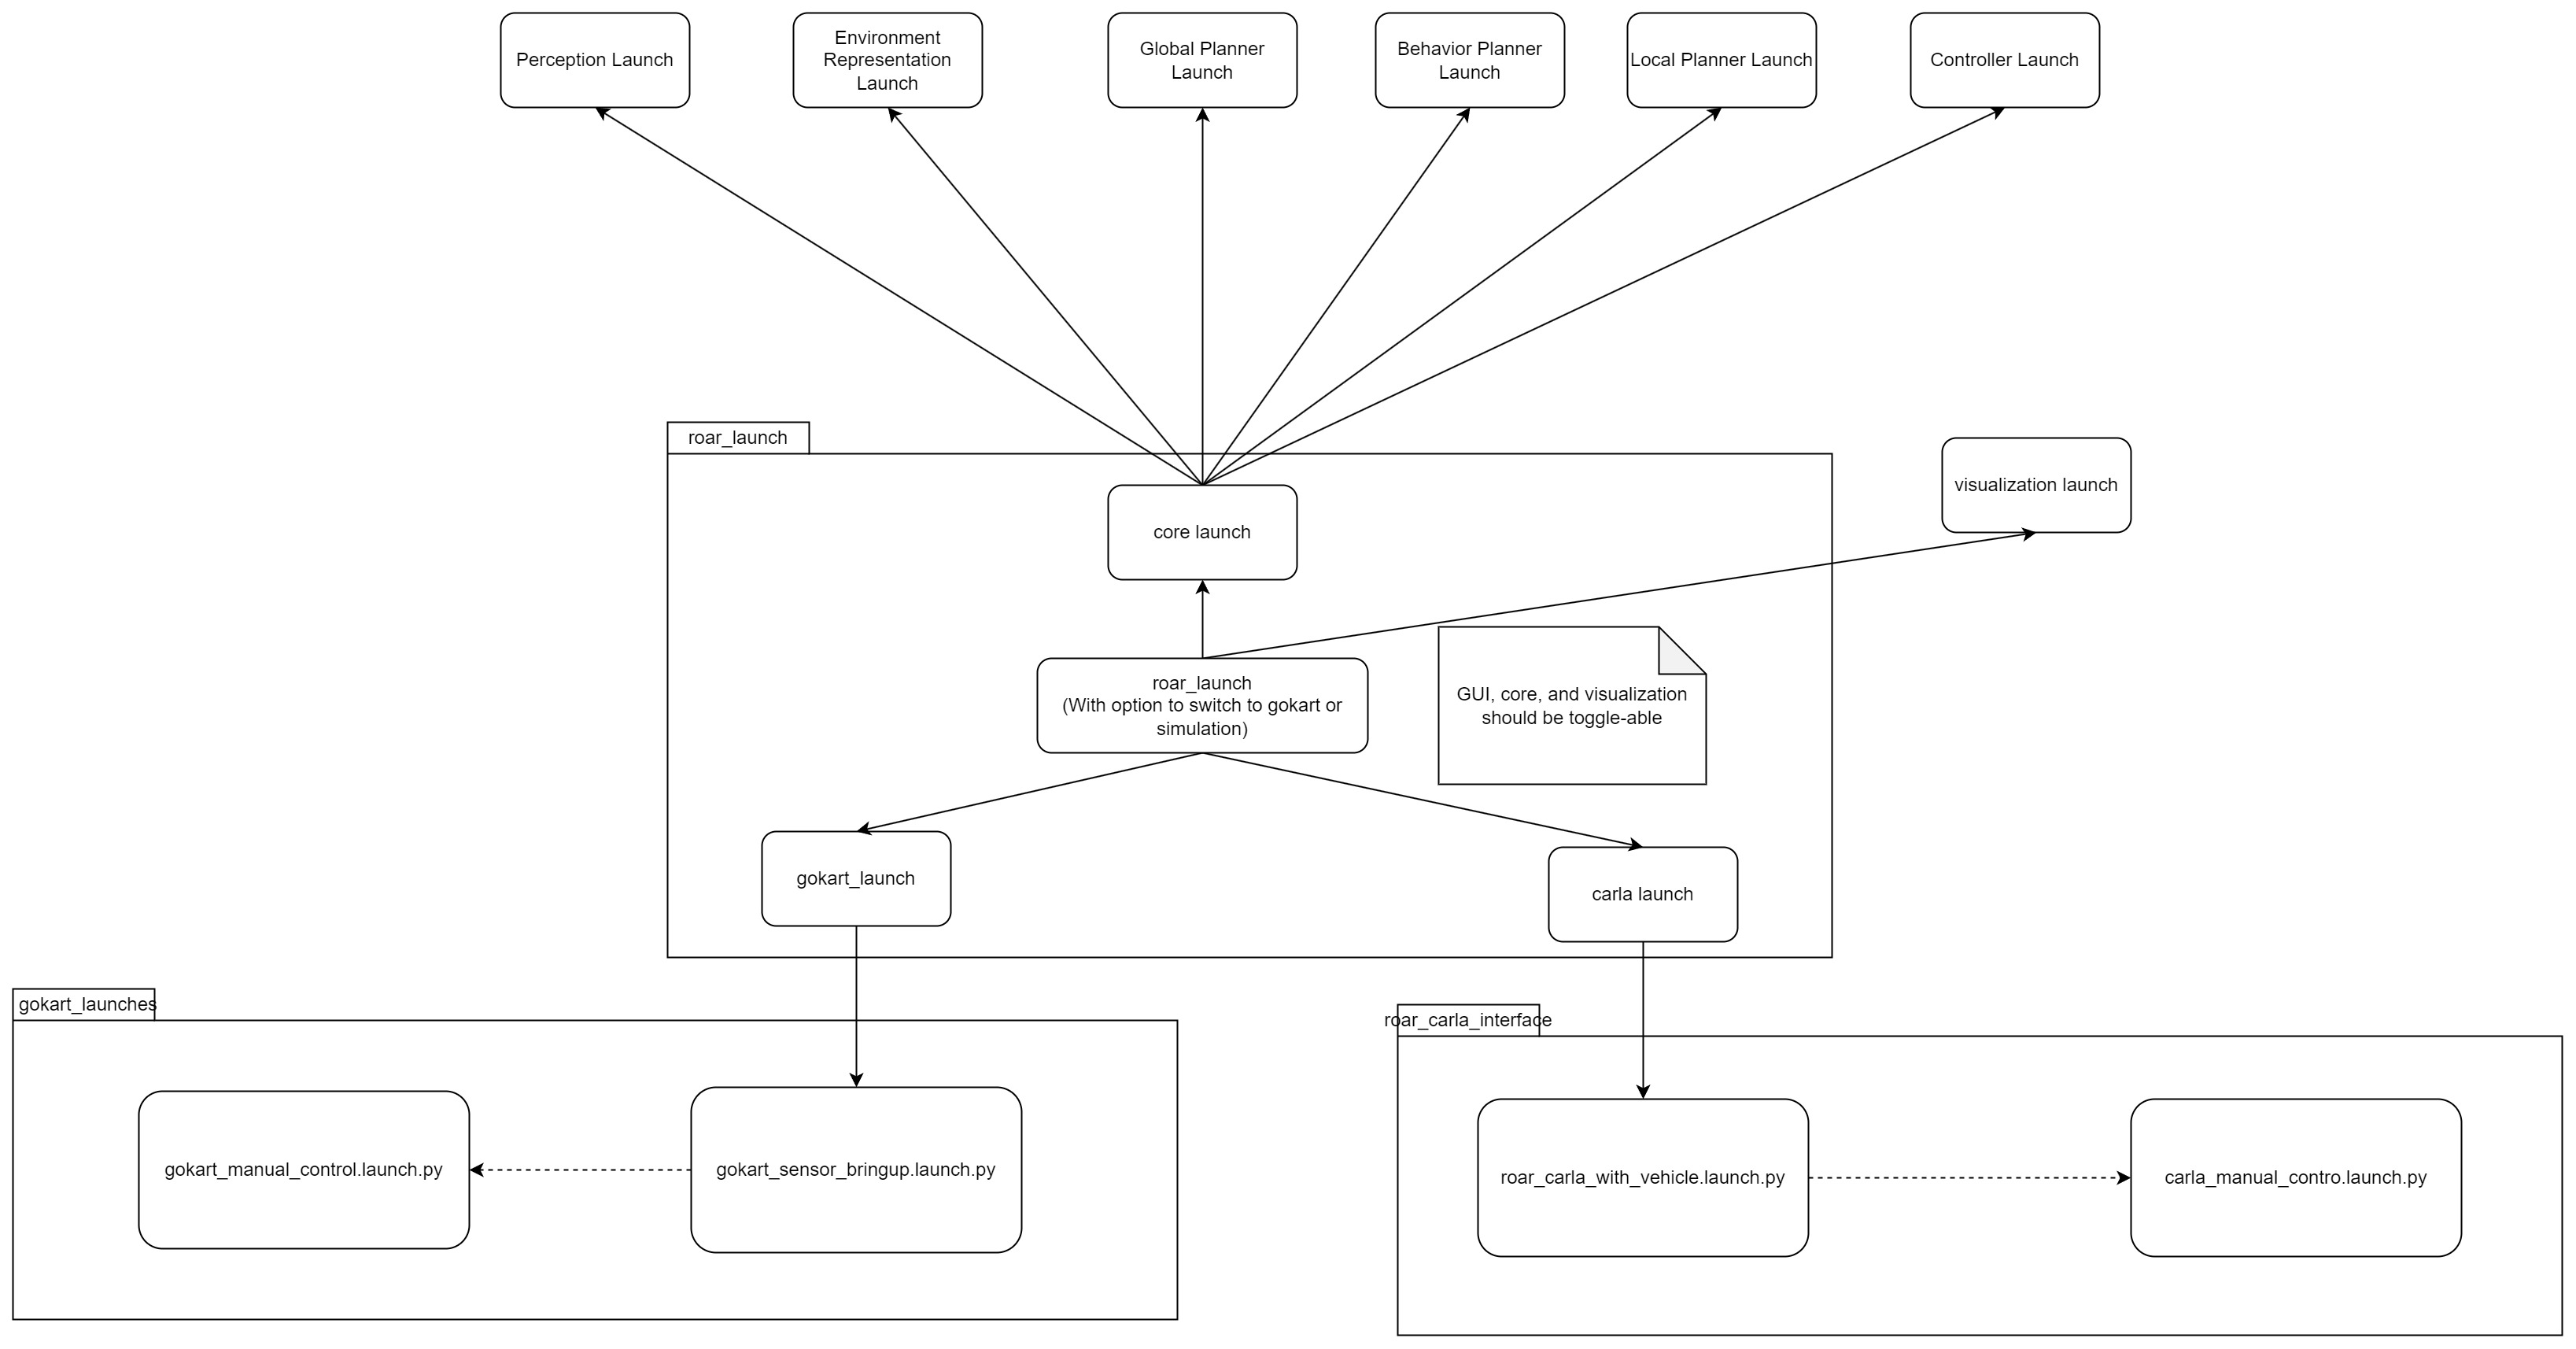 Perception Launch
Environment
Representation
Launch
Global Planner
Launch
Behavior Planner
Launch
Local Planner Launch
Controller Launch
roar_launch
visualization launch
core launch
roar_launch
(With option to switch to gokart or
simulation)
GUI, core, and visualization
should be toggle-able
gokart_launch
carla launch
gokart_launches
roar_carla_interface
gokart_manual_control.launch.py
gokart_sensor_bringup.launch.py
roar_carla_with_vehicle.launch.py
carla_manual_contro.launch.py